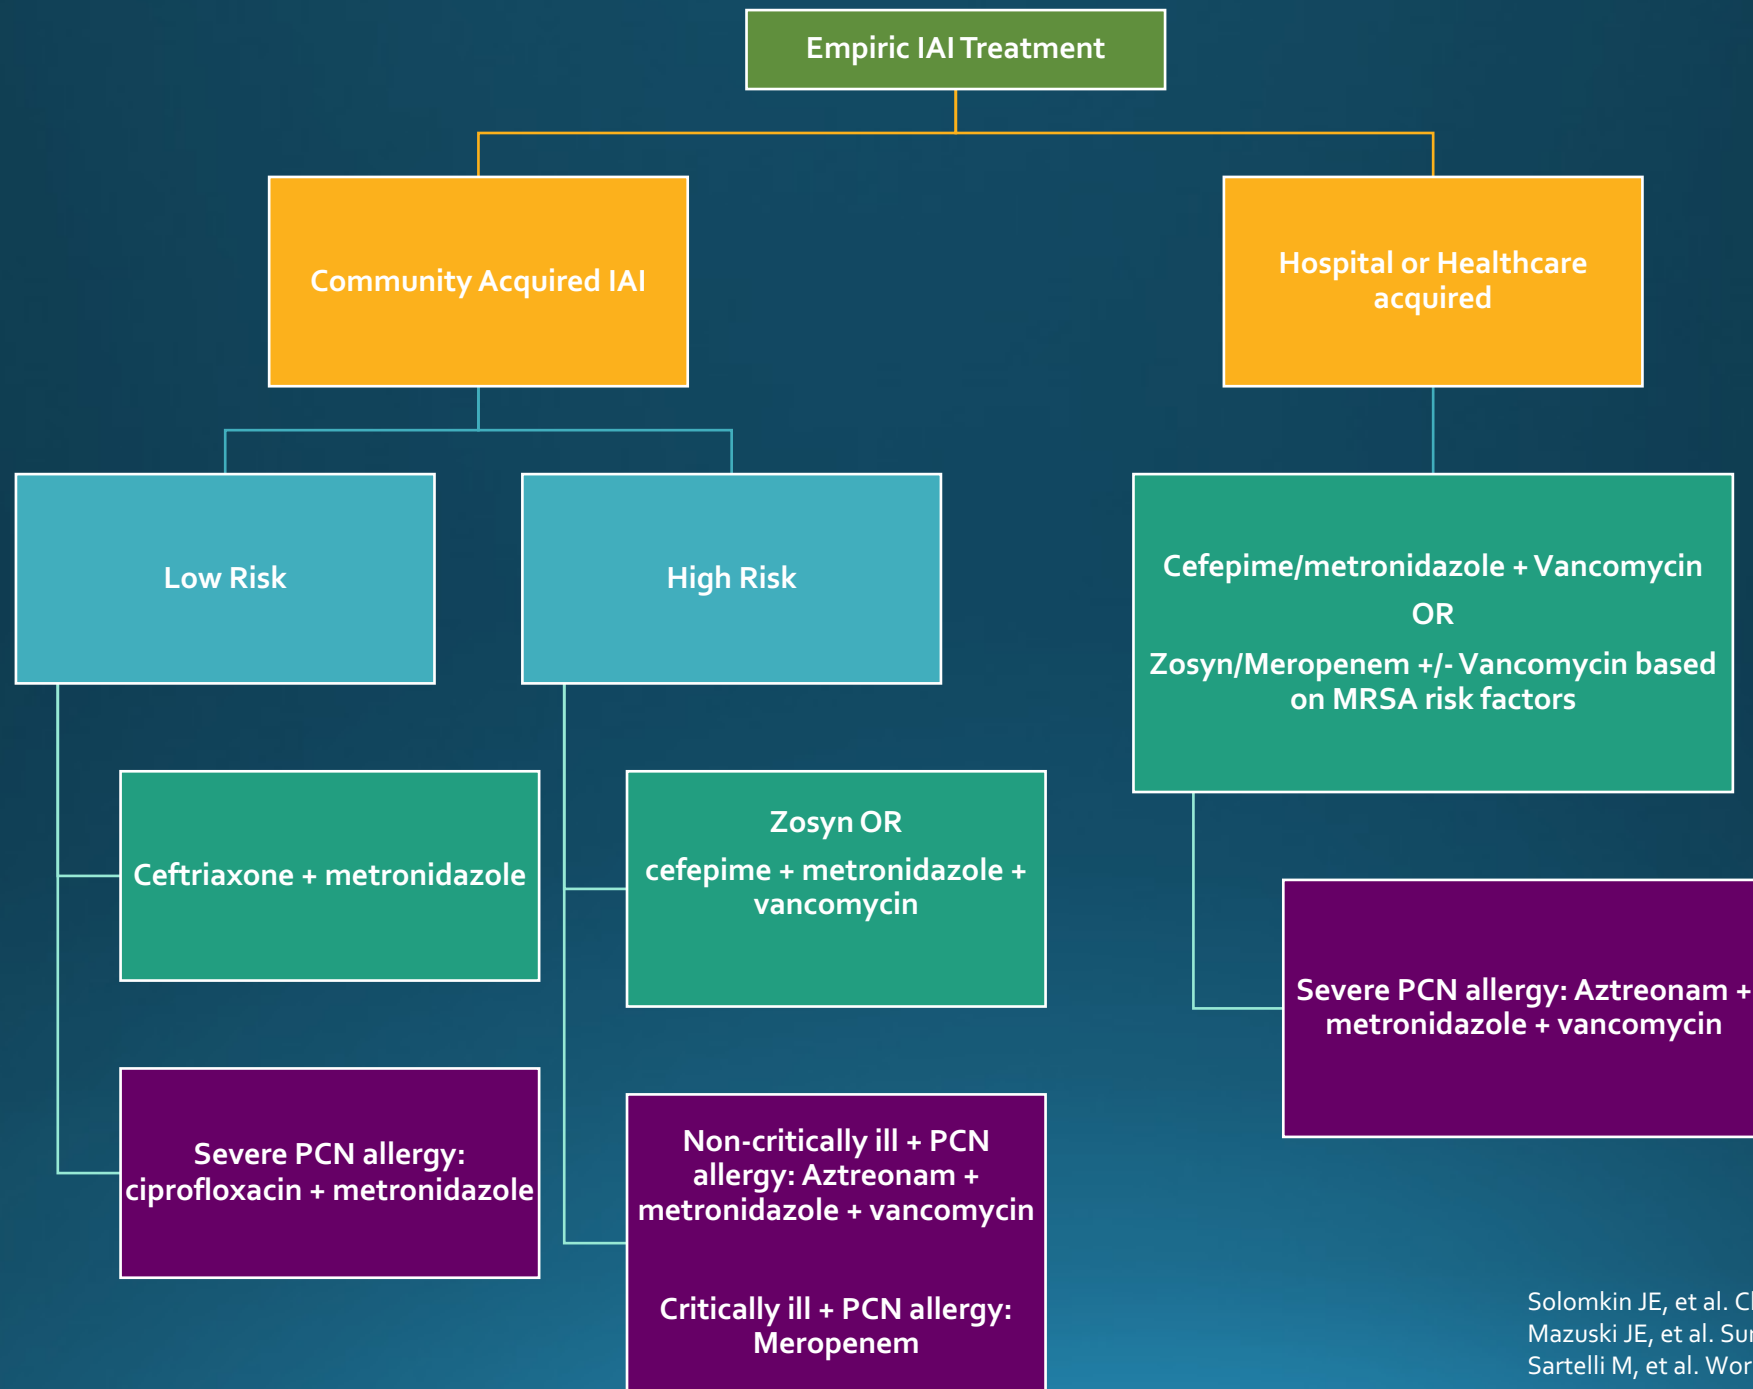 Empiric IAI Treatment
Community Acquired IAI
Hospital or Healthcare
acquired
Low Risk
High Risk
Cefepime/metronidazole + Vancomycin
OR
Zosyn/Meropenem +/- Vancomycin based
on MRSA risk factors
Ceftriaxone + metronidazole
Zosyn OR
cefepime + metronidazole +
vancomycin
Severe PCN allergy: Aztreonam +
metronidazole + vancomycin
Severe PCN allergy:
ciprofloxacin + metronidazole
Non-critically ill + PCN
allergy: Aztreonam +
metronidazole + vancomycin
Critically ill + PCN allergy:
Meropenem
Solomkin JE, et al.
Mazuski JE, et al.
Sartelli M, et al.